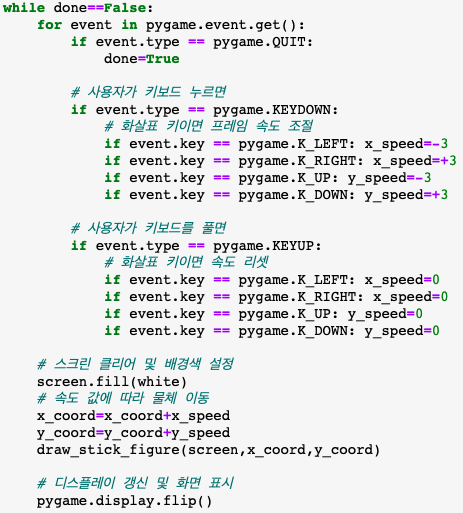 while done==False:
    for event in pygame.event.get():
        if event.type == pygame.QUIT:
            done=True

        # 사용자가 키보드 누르면
        if event.type == pygame.KEYDOWN:
            # 화살표 키이면 프레임 속도 조절
            if event.key == pygame.K_LEFT: x_speed=-3
            if event.key == pygame.K_RIGHT: x_speed=+3
            if event.key == pygame.K_UP: y_speed=-3
            if event.key == pygame.K_DOWN: y_speed=+3

        # 사용자가 키보드를 풀면
        if event.type == pygame.KEYUP:
            # 화살표 키이면 속도 리셋
            if event.key == pygame.K_LEFT: x_speed=0
            if event.key == pygame.K_RIGHT: x_speed=0
            if event.key == pygame.K_UP: y_speed=0
            if event.key == pygame.K_DOWN: y_speed=0

    # 스크린 클리어 및 배경색 설정
    screen.fill(white)
    # 속도 값에 따라 물체 이동
    x_coord=x_coord+x_speed
    y_coord=y_coord+y_speed
    draw_stick_figure(screen,x_coord,y_coord)

    # 디스플레이 갱신 및 화면 표시
    pygame.display.flip()